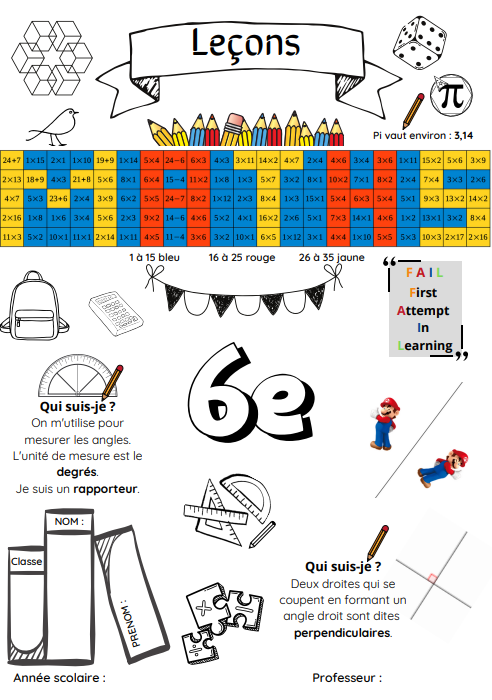 Leçons
π
Pi vaut environ : 3,14
24+7 1×15 2×1 1×10 19+9 1×14 5×4 24−6 6×3 4×3 3×11 14×2 4×7 2×4 4×6 3×4 3×6 1×11 15×2 5×6 3×9
2×13 18+9 4×3 21+8 5×6 7×1 6×4 15−4 11×2 1×8 1×3 5×7 3×2 8×1 10×2 7×1 8×2 2×4 7×4 3×3 2×6
4×7 5×3 23+6 2×4 3×9 6×2 5×5 24−7 8×2 1×12 2×3 8×4 1×3 15×1 5×4 6×3 5×4 5×3 9×3 13×2 14×2
2×16 1×8 1×6 3×4 5×6 2×3 9×2 14−6 4×6 5×2 4×1 16×2 2×6 5×1 7×3 14×1 4×6 1×2 13×1 3×2 8×4
11×3 5×2 10×1 11×1 2×14 11×1 4×5 11−4 3×6 3×2 10×1 6×5 1×12 3×1 4×4 10×1 5×5 5×3 10×3 2×17 2×16
1 à 15 bleu 16 à 25 rouge 26 à 35 jaune
“
F A I L
First
Attempt
In
Learning
”
6e
Qui suis-je ?
On m'utilise pour
mesurer les angles.
L'unité de mesure est le
degrés.
Je suis un rapporteur.
NOM :
Classe
PRENOM :
Qui suis-je ?
Deux droites qui se
coupent en formant un
angle droit sont dites
perpendiculaires.
Année scolaire :
Professeur :